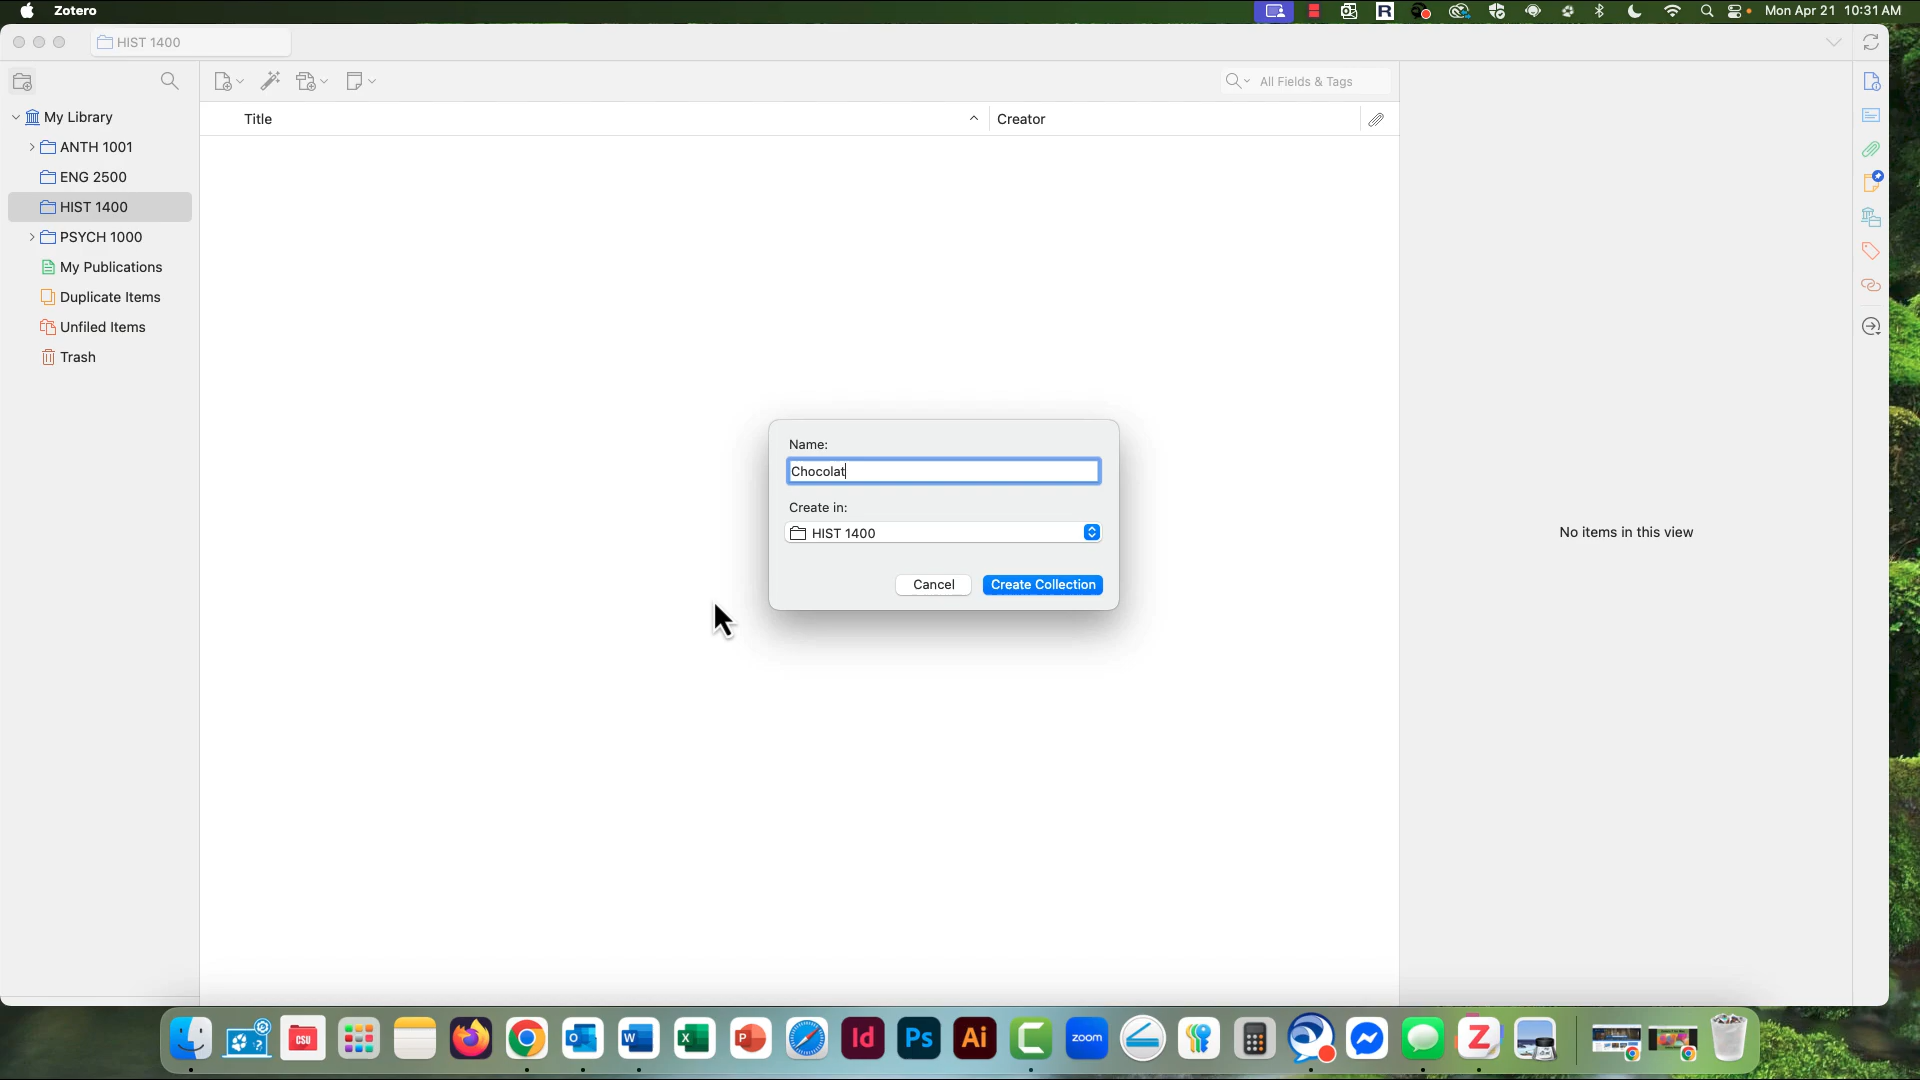 Zotero
Mon Apr 21 10:31 AM
HIST 1400
All Fields & Tags
My Library
Title
Creator
ANTH 1001
ENG 2500
HIST 1400
PSYCH 1000
My Publications
Duplicate Items
Unfiled Items
Trash
Name:
Chocolat
Create in:
HIST 1400
Cancel
Create Collection
No items in this view
CSU
Id
Ps
Ai
zoom
Z